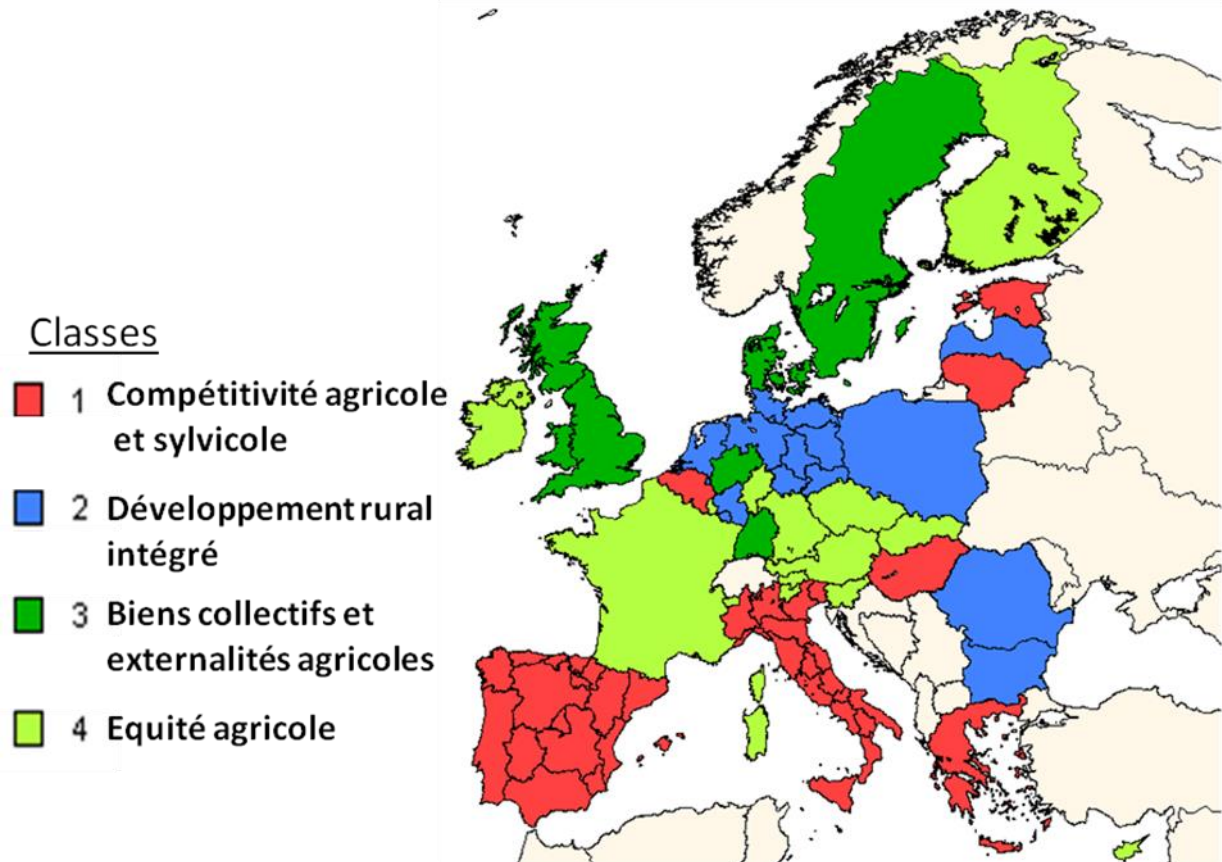 Classes
1 Compétitivité agricole
et sylvicole
2 Développement rural
intégré
3 Biens collectifs et
externalités agricoles
4 Equité agricole